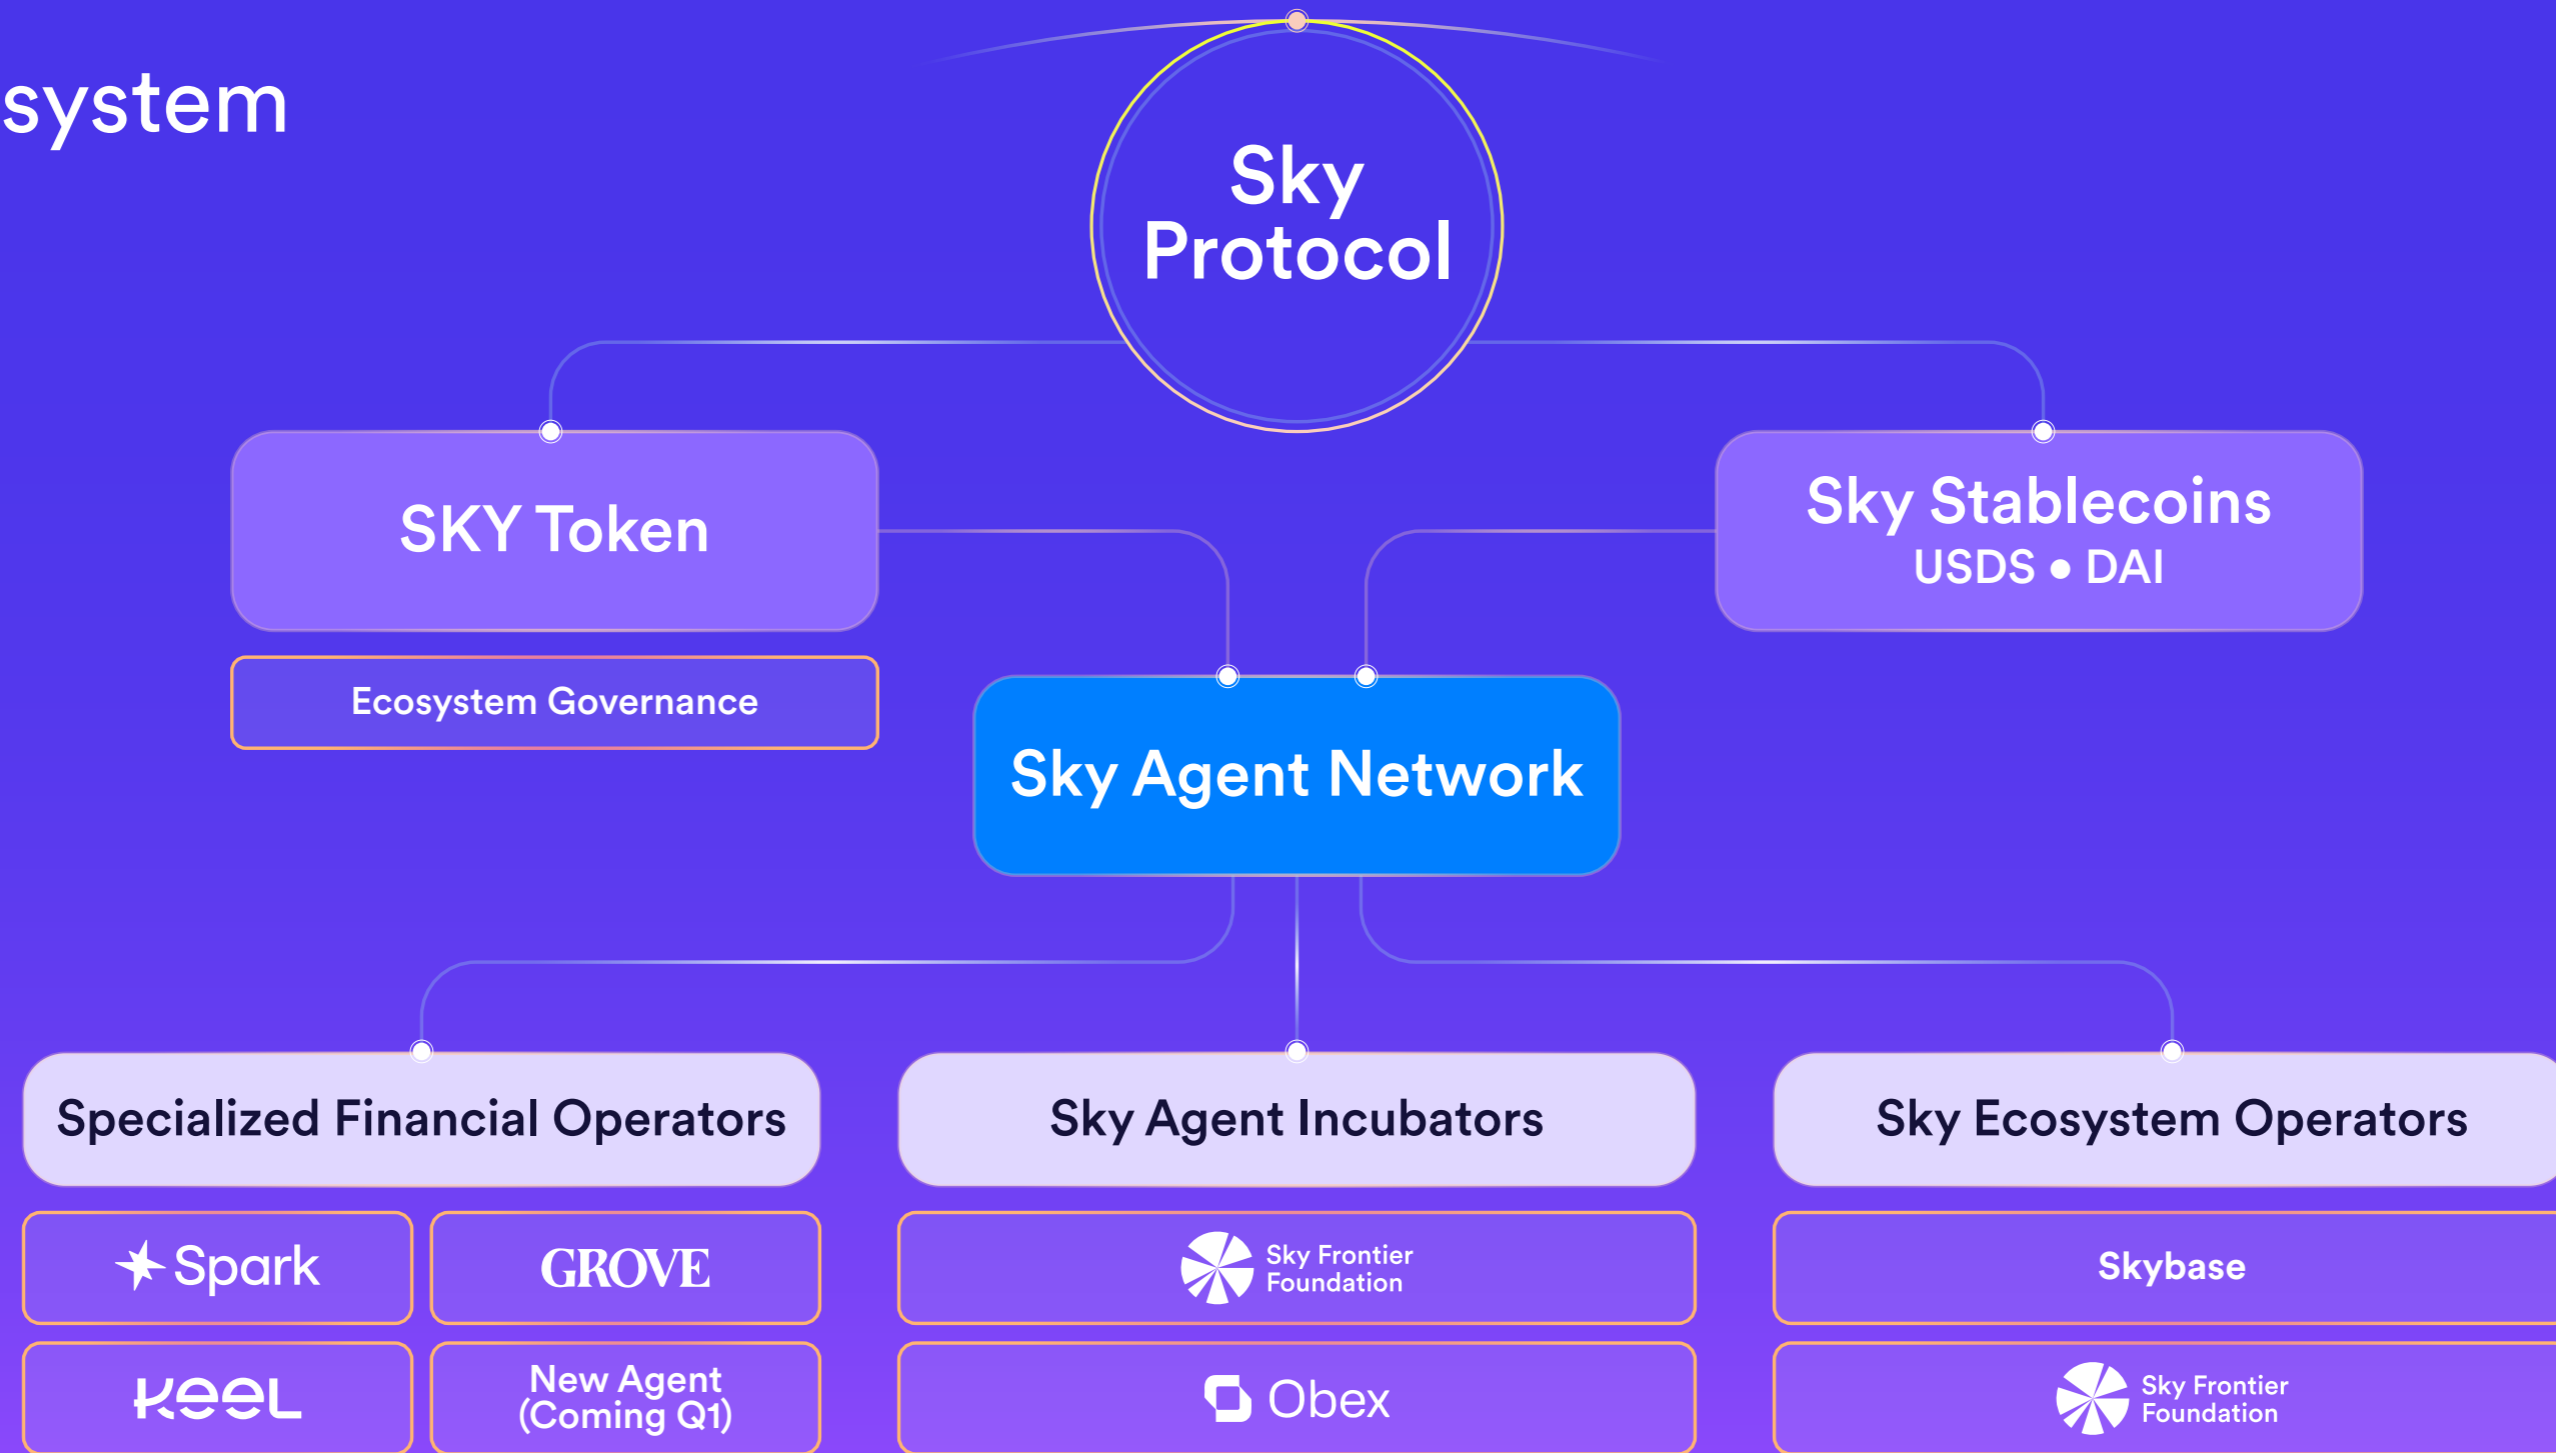 system
Sky
Protocol
SKY Token
Sky Stablecoins
USDS • DAI
Ecosystem Governance
Sky Agent Network
Specialized Financial Operators
Sky Agent Incubators
Sky Ecosystem Operators
Spark
GROVE
Sky Frontier
Foundation
Skybase
KEEL
New Agent
(Coming Q1)
Obex
Sky Frontier
Foundation